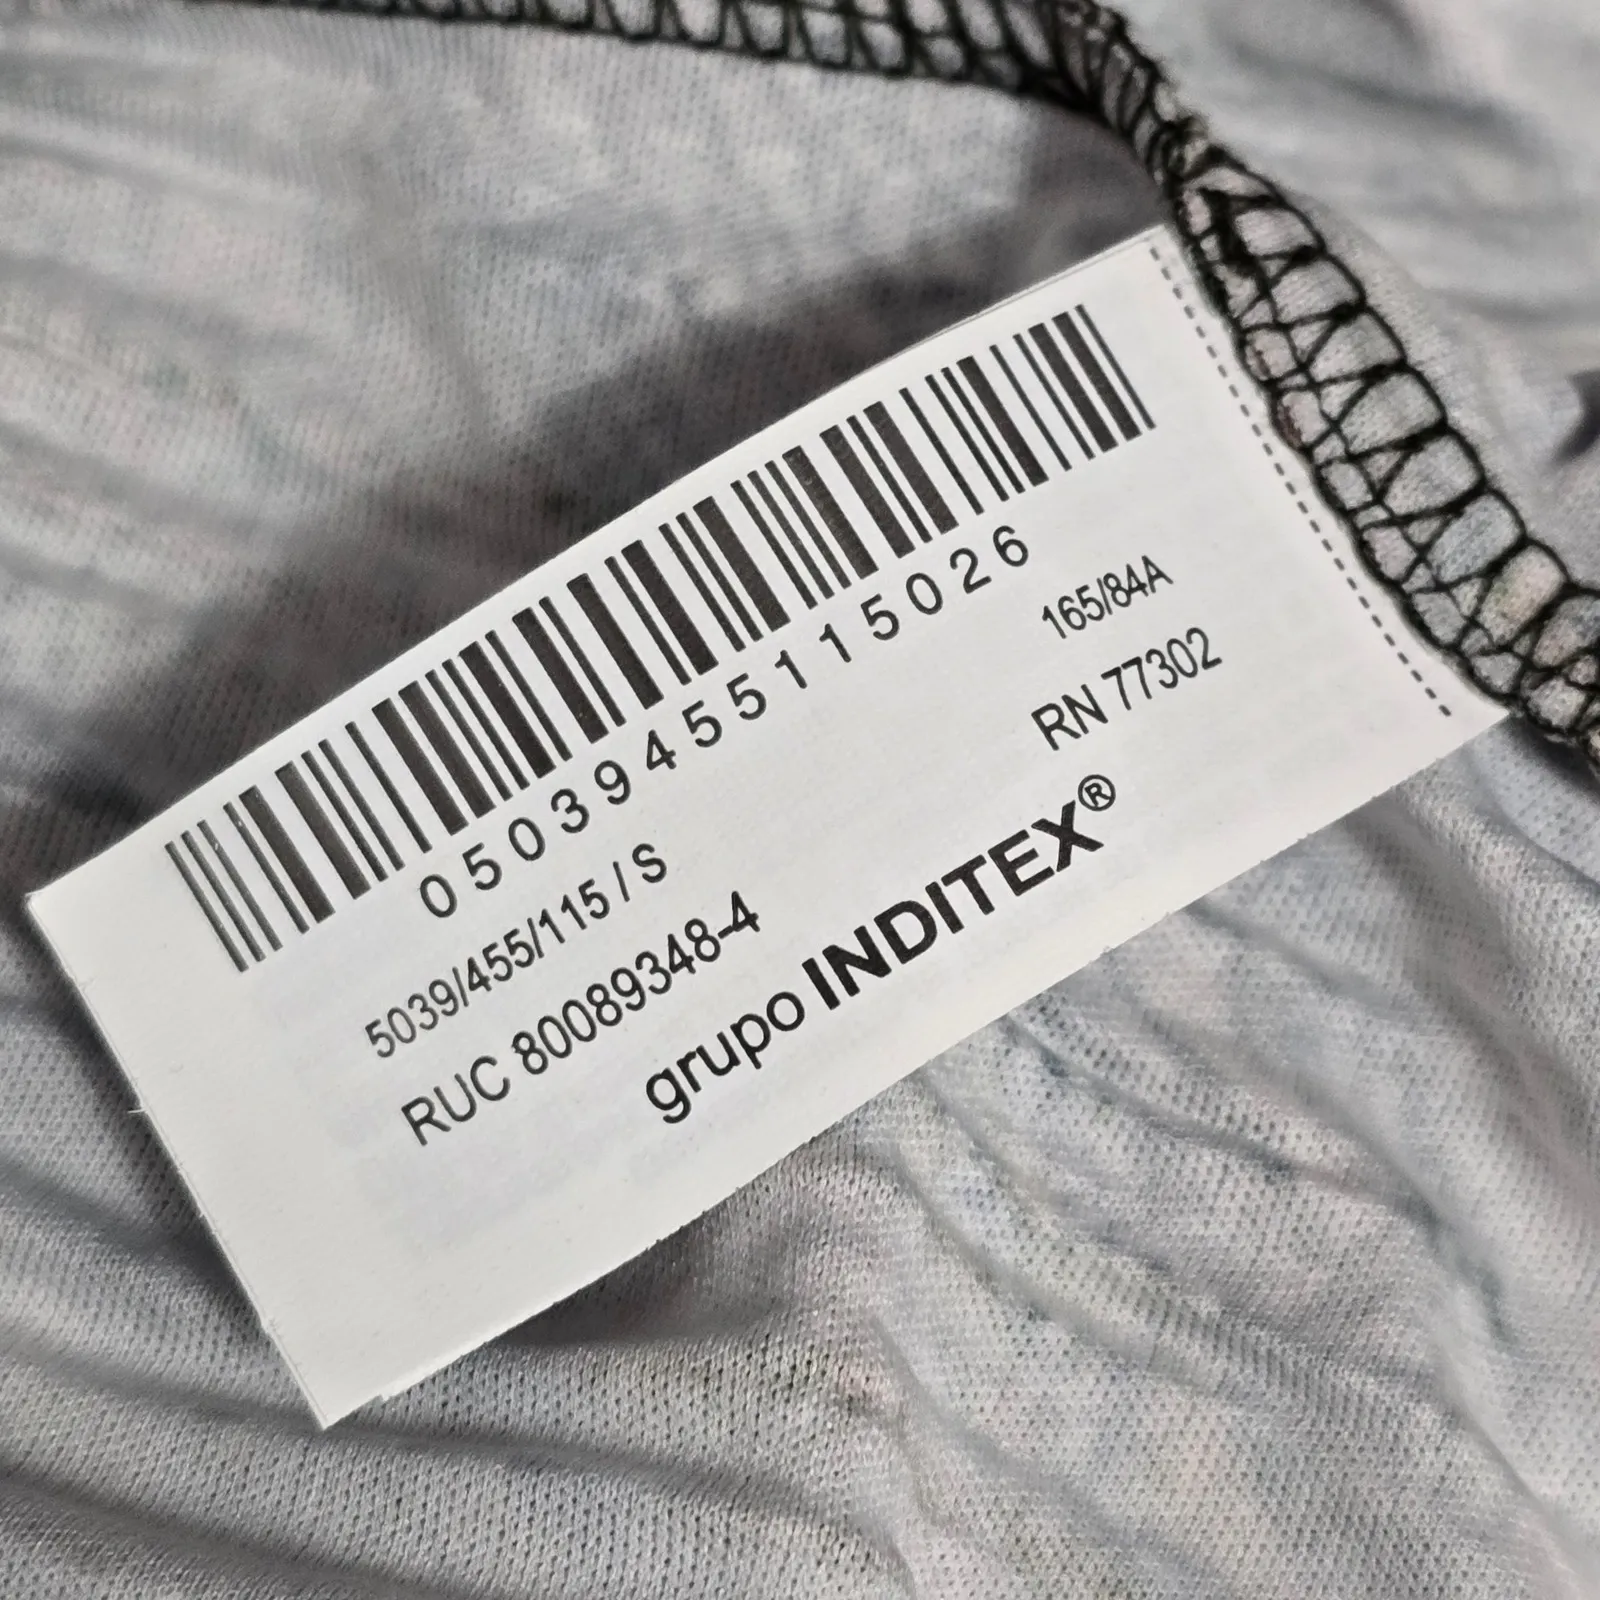 05039455115026
5039/455/115 / S 165/84A
RUC 80089348-4 RN 77302
grupo INDITEX®